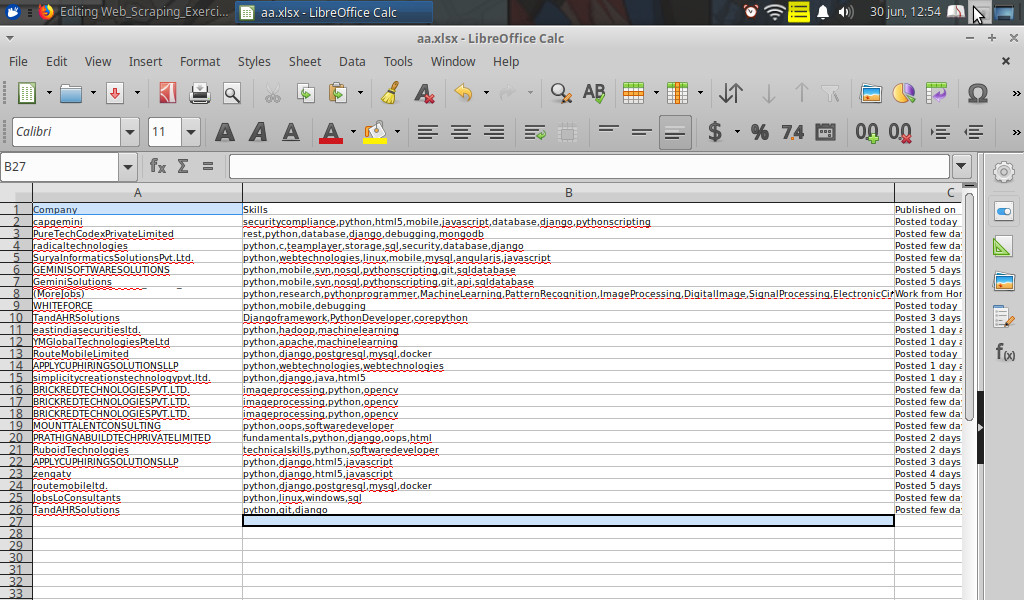 Editing Web_Scraping_Exerci... aa.xlsx - LibreOffice Calc 30 jun, 12:54
aa.xlsx - LibreOffice Calc
File Edit View Insert Format Styles Sheet Data Tools Window Help
Calibri 11
B27
A B C
1 Company Skills Published on
2 capgemini securitycompliance,python,html5,mobile,javascript,database,django,pythonscripting Posted today
3 PureTechCodexPrivateLimited rest,python,database,django,debugging,mongodb Posted few da
4 radicaltechnologies python,c,teamplayer,storage,sql,security,database,django Posted few da
5 SuryaInformaticsSolutionsPvt.Ltd. python,webtechnologies,linux,mobile,mysql,angularjs,javascript Posted few da
6 GEMINISOFTWARESOLUTIONS python,mobile,svn,nosql,pythonscripting,git,sqldatabase Posted 5 days
7 GeminiSolutions python,mobile,svn,nosql,pythonscripting,git,api,sqldatabase Posted 5 days
8 (MoreJobs) python,research,pythonprogrammer,MachineLearning,PatternRecognition,ImageProcessing,DigitalImage,SignalProcessing,ElectronicCir Work from Hor
9 WHITEFORCE python,mobile,debugging Posted today
10 TandAHRSolutions Djangoframework,PythonDeveloper,corepython Posted 3 days
11 eastindiasecuritiesltd. python,hadoop,machinelearning Posted 1 day a
12 YMGlobalTechnologiesPteLtd python,apache,machinelearning Posted 1 day a
13 RouteMobileLimited python,django,postgresql,mysql,docker Posted today
14 APPLYCUPHIRINGSOLUTIONSLLP python,webtechnologies,webtechnologies Posted 1 day a
15 simplicitycreationstechnologypvt.ltd. python,django,java,html5 Posted 1 day a
16 BRICKREDTECHNOLOGIESPVT.LTD. imageprocessing,python,opencv Posted few da
17 BRICKREDTECHNOLOGIESPVT.LTD. imageprocessing,python,opencv Posted few da
18 BRICKREDTECHNOLOGIESPVT.LTD. imageprocessing,python,opencv Posted few da
19 MOUNTTALENTCONSULTING python,oops,softwaredeveloper Posted few da
20 PRATHIGNABUILDTECHPRIVATELIMITED fundamentals,python,django,oops,html Posted 2 days
21 RuboidTechnologies technicalskills,python,softwaredeveloper Posted 2 days
22 APPLYCUPHIRINGSOLUTIONSLLP python,django,html5,javascript Posted 3 days
23 zengatv python,django,html5,javascript Posted 4 days
24 routemobileltd. python,django,postgresql,mysql,docker Posted 5 days
25 JobsLoConsultants python,linux,windows,sql Posted few da
26 TandAHRSolutions python,git,django Posted few da
27
28
29
30
31
32
33